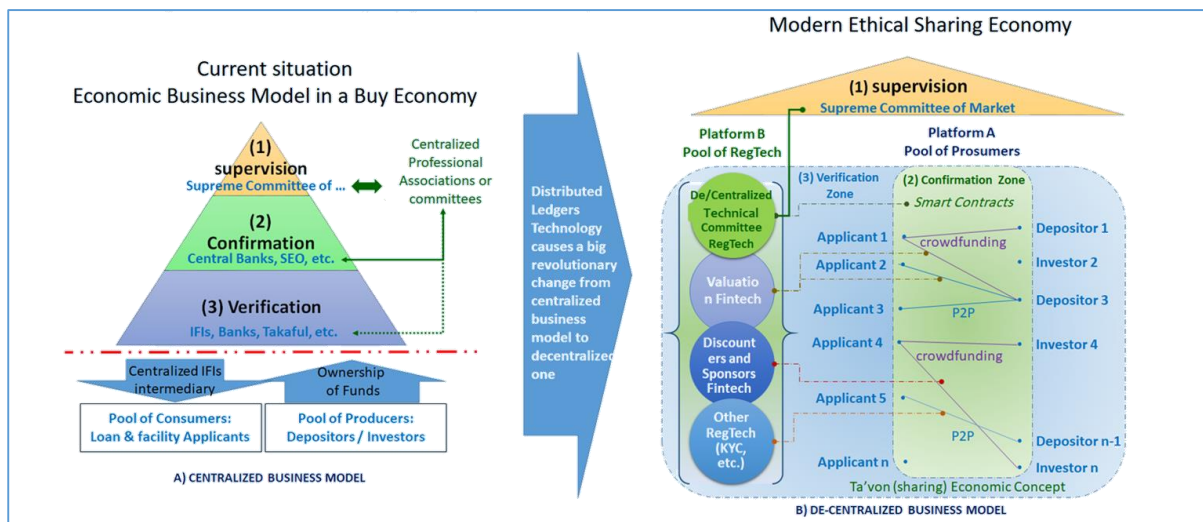 Current situation
Economic Business Model in a Buy Economy
(1)
supervision
Supreme Committee of ...
(2)
Confirmation
Central Banks, SEO, etc.
(3) Verification
IFIs, Banks, Takaful, etc.
Centralized
Professional
Associations or
committees
Centralized IFIs
intermediary
Ownership
of Funds
Pool of Consumers:
Loan & facility Applicants
Pool of Producers:
Depositors / Investors
A) CENTRALIZED BUSINESS MODEL
Distributed
Ledgers
Technology
causes a big
revolutionary
change from
centralized
business
model to
decentralized
one
Modern Ethical Sharing Economy
(1) supervision
Supreme Committee of Market
Platform B
Pool of RegTech
Platform A
Pool of Prosumers
De/Centralized
Technical
Committee
RegTech
Valuatio
n Fintech
Discount
ers and
Sponsors
Fintech
Other
RegTech
(KYC,
etc.)
(3) Verification
Zone
(2) Confirmation Zone
Smart Contracts
Applicant 1
Applicant 2
Applicant 3
Applicant 4
Applicant 5
Applicant n
crowdfunding
P2P
crowdfunding
P2P
Depositor 1
Investor 2
Depositor 3
Investor 4
Depositor n-1
Investor n
Ta'von (sharing) Economic Concept
B) DE-CENTRALIZED BUSINESS MODEL